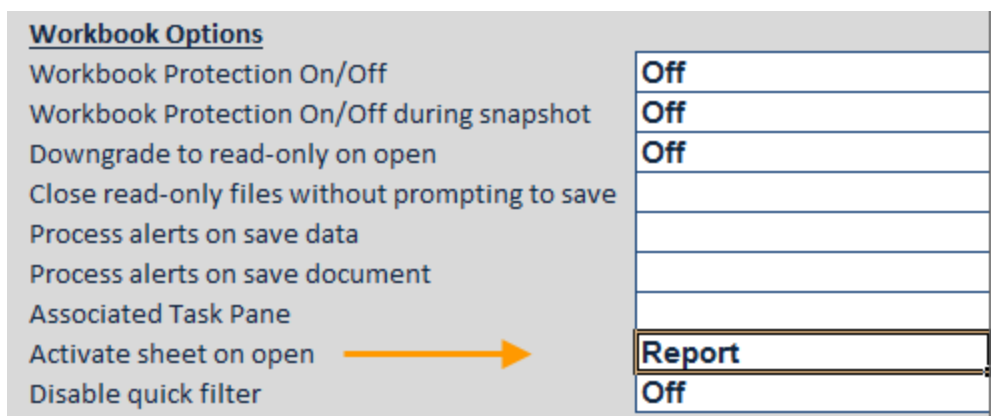 Workbook Options
Workbook Protection On/Off Off
Workbook Protection On/Off during snapshot Off
Downgrade to read-only on open Off
Close read-only files without prompting to save
Process alerts on save data
Process alerts on save document
Associated Task Pane
Activate sheet on open Report
Disable quick filter Off